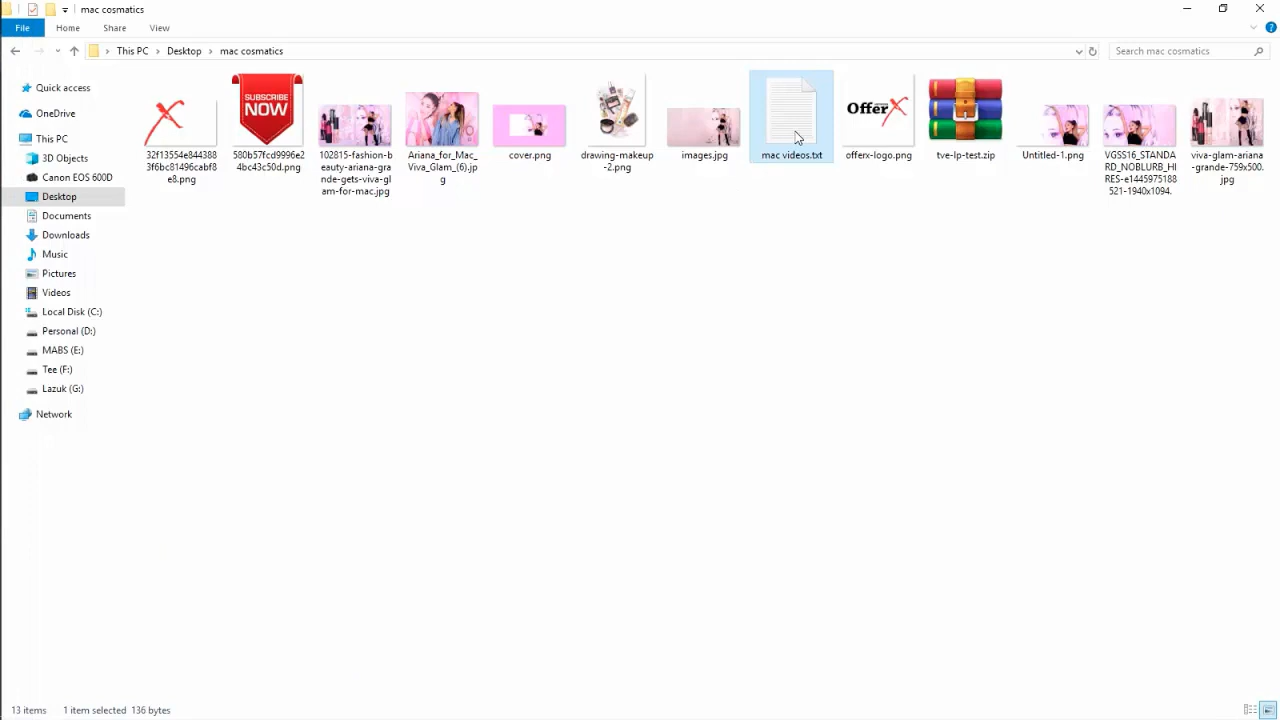 mac cosmatics
File Home Share View
This PC Desktop mac cosmatics Search mac cosmatics
Quick access
OneDrive
This PC
3D Objects
Canon EOS 600D
Desktop
Documents
Downloads
Music
Pictures
Videos
Local Disk (C:)
Personal (D:)
MABS (E:)
Tee (F:)
Lazuk (G:)
Network
32f13554e844388
3f6bc81496cabf8
e8.png
SUBSCRIBE
NOW
580b57fcd9996e2
4bc43c50d.png
102815-fashion-b
eauty-ariana-gra
nde-gets-viva-gl
am-for-mac.jpg
Ariana_for_Mac_
Viva_Glam_(6).jp
g
cover.png
drawing-makeup
-2.png
images.jpg
mac videos.txt
OfferX
offerx-logo.png
tve-lp-test.zip
Untitled-1.png
VGSS16_STANDA
RD_NOBLURB_HI
RES-e1445975188
521-1940x1094.
viva-glam-ariana
-grande-759x500.
jpg
13 items 1 item selected 136 bytes